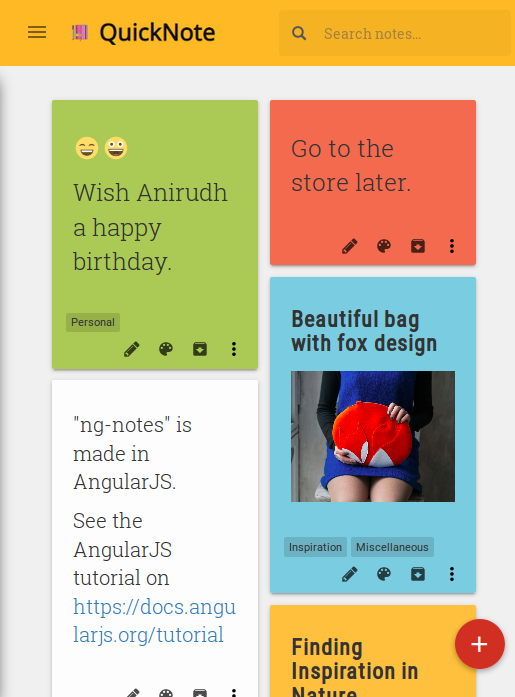 QuickNote
Search notes...
Wish Anirudh
a happy
birthday.
Personal
"ng-notes" is
made in
AngularJS.
See the
AngularJS
tutorial on
https://docs.angu
larjs.org/tutorial
Go to the
store later.
Beautiful bag
with fox design
Inspiration
Miscellaneous
Finding
Inspiration in
Nature